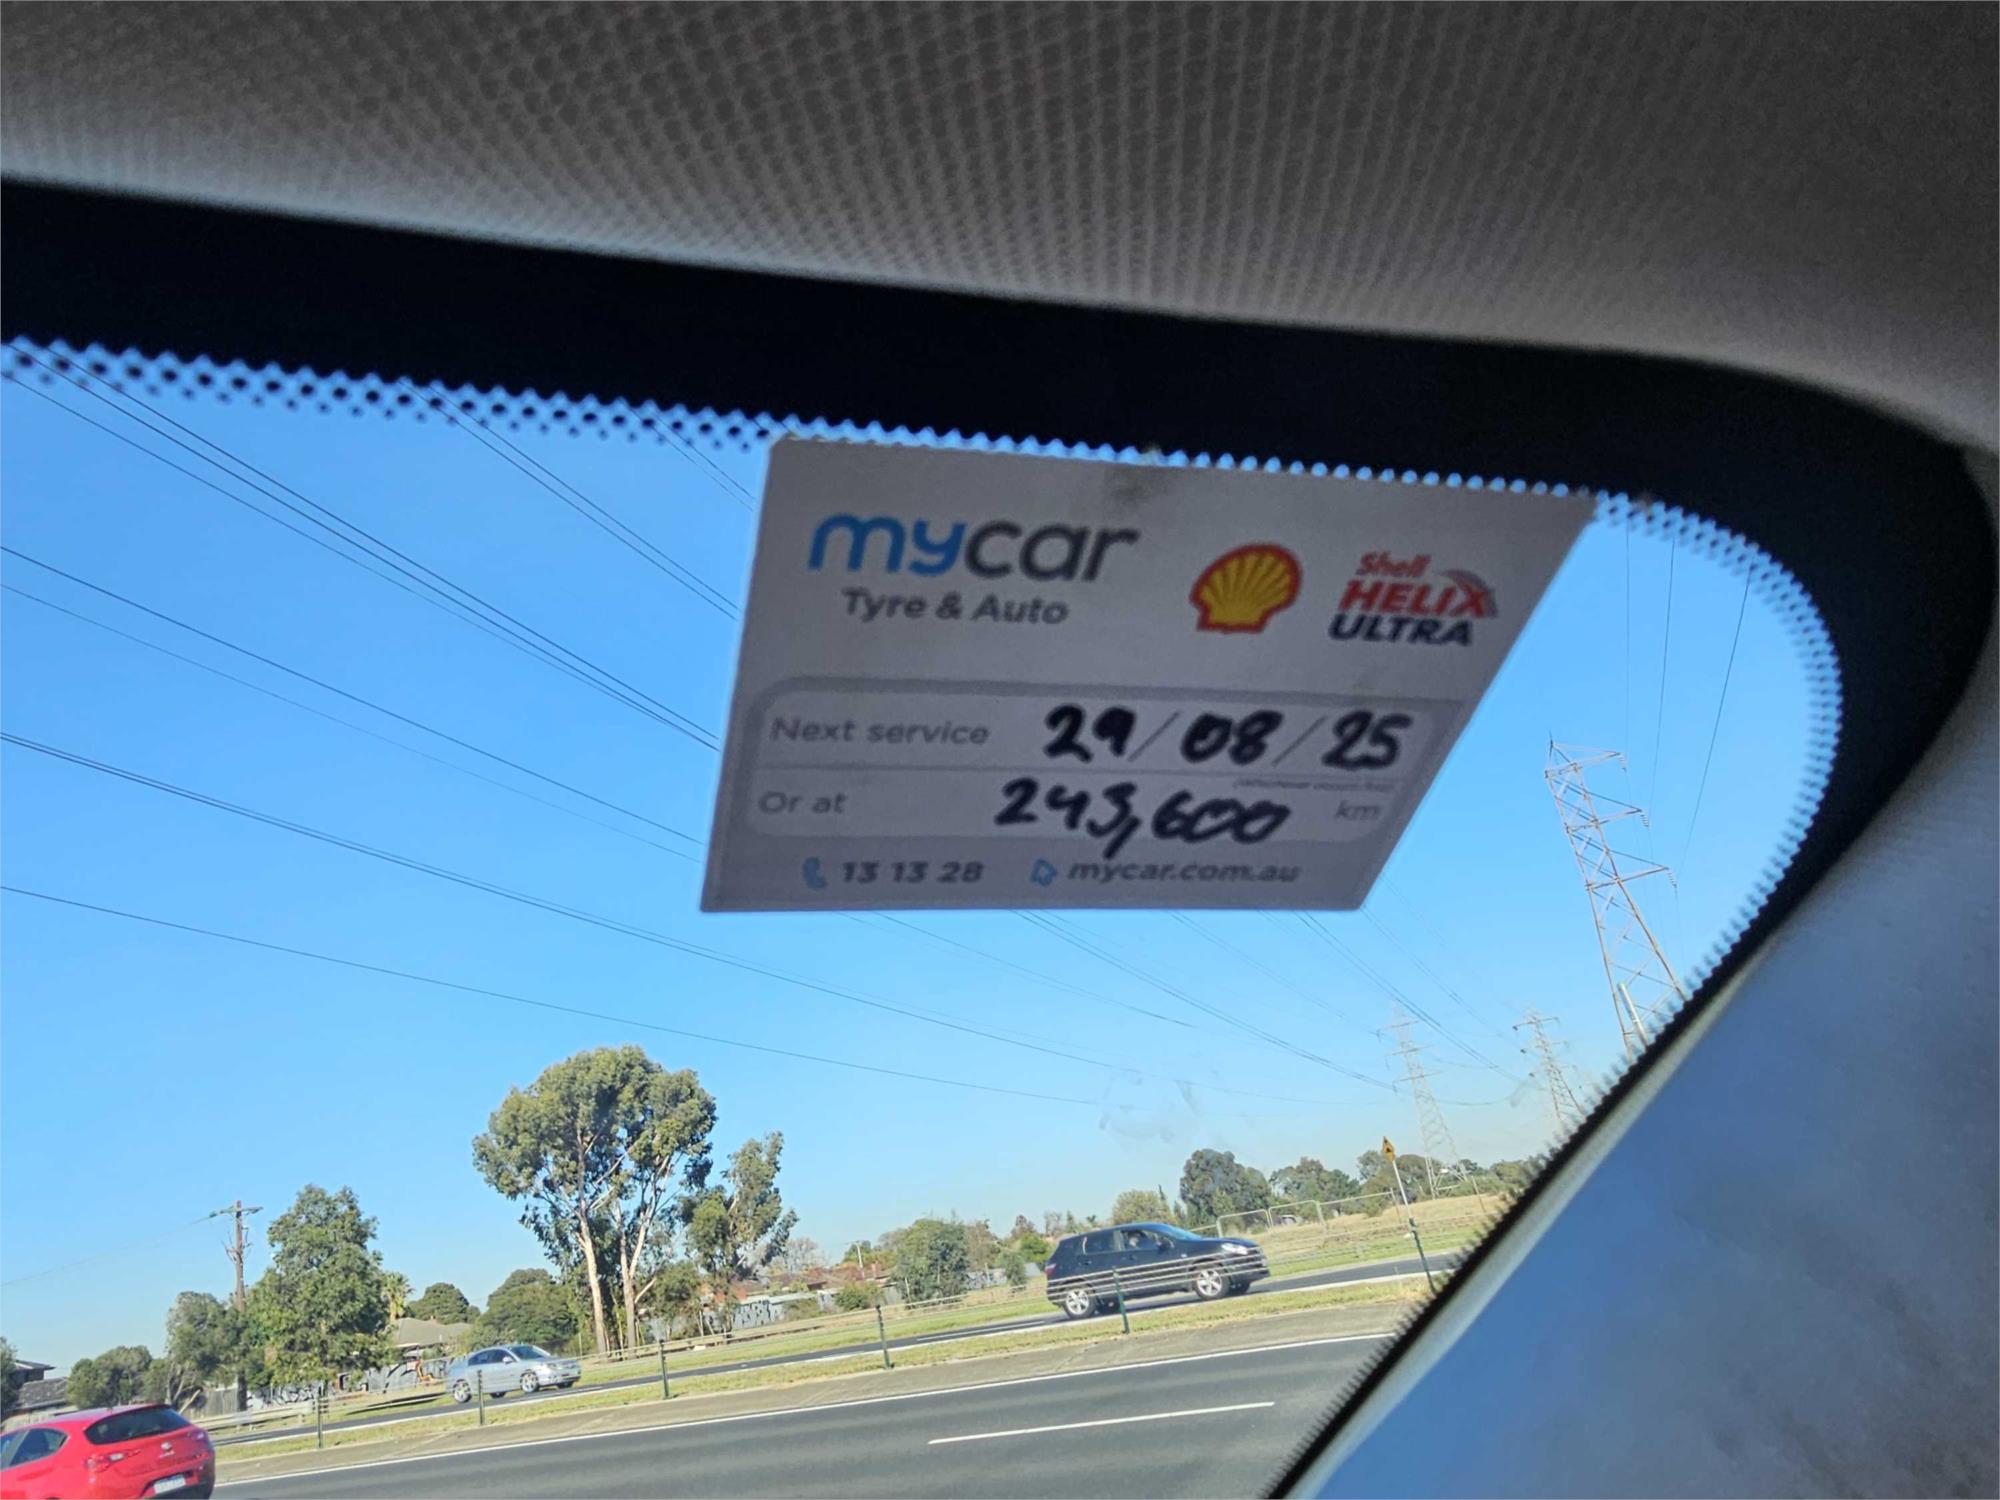 mycar
Tyre & Auto
Shell
HELIX
ULTRA
Next service 29/08/25
Or at 243,600 km
13 13 28 mycar.com.au